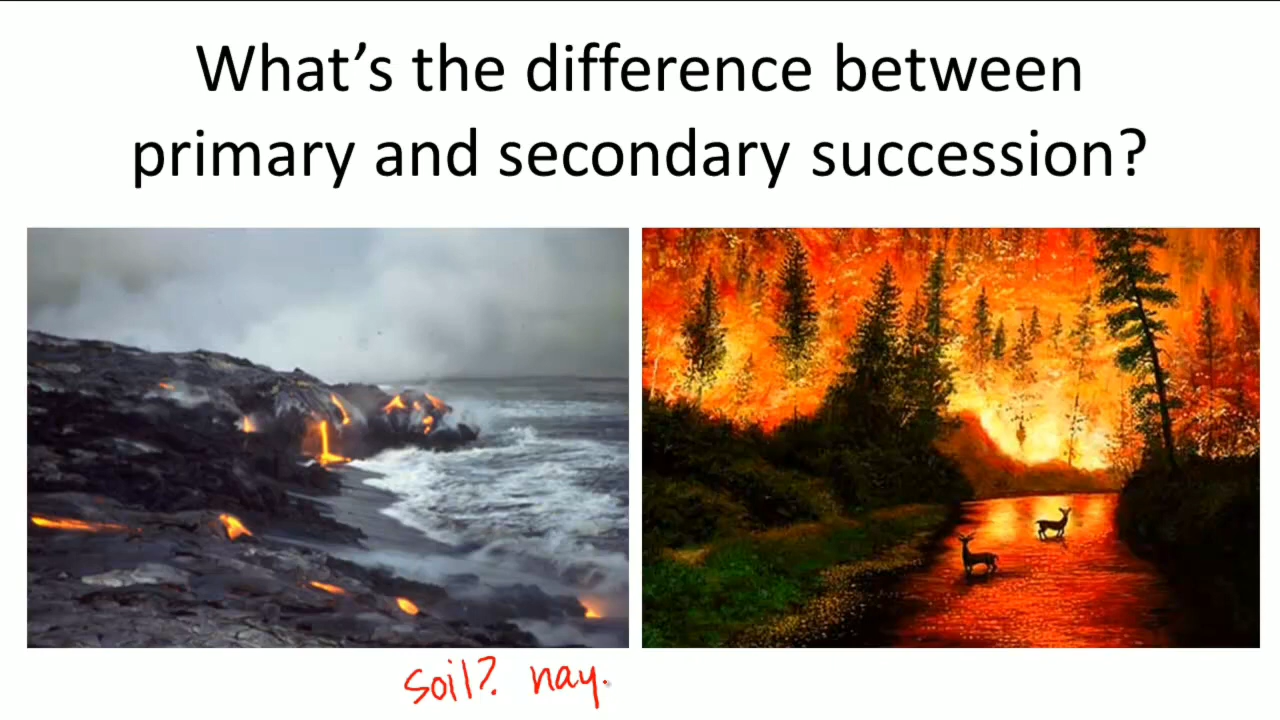 What's the difference between
primary and secondary succession?
soil? nay.